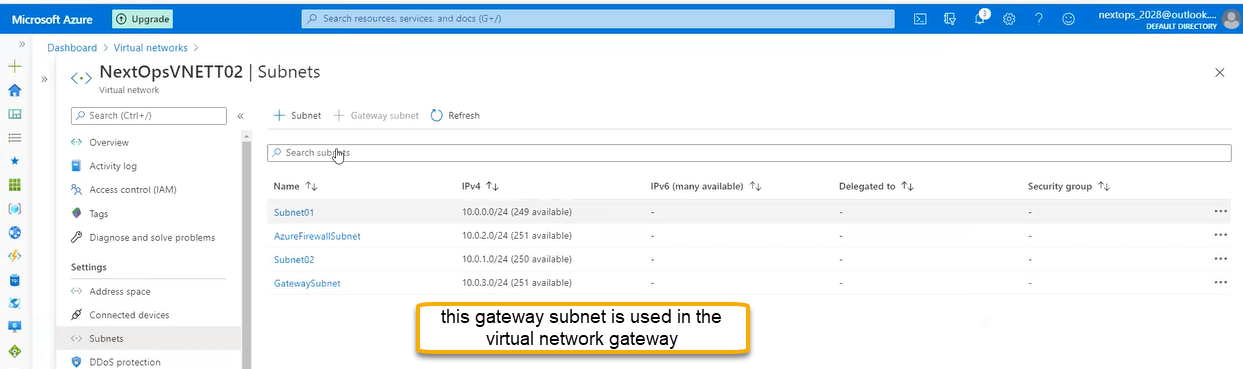 Microsoft Azure
Upgrade
Search resources, services, and docs (G+/)
3
nextops_2028@outlook....
DEFAULT DIRECTORY
Dashboard > Virtual networks >
NextOpsVNETT02 | Subnets
Virtual network
Search (Ctrl+/)
Overview
Activity log
Access control (IAM)
Tags
Diagnose and solve problems
Settings
Address space
Connected devices
Subnets
DDoS protection
+ Subnet + Gateway subnet Refresh
Search subnets
Name ↑↓ IPv4 ↑↓ IPv6 (many available) ↑↓ Delegated to ↑↓ Security group ↑↓
Subnet01 10.0.0.0/24 (249 available) - - - ...
AzureFirewallSubnet 10.0.2.0/24 (251 available) - - - ...
Subnet02 10.0.1.0/24 (250 available) - - - ...
GatewaySubnet 10.0.3.0/24 (251 available) - - - ...
this gateway subnet is used in the
virtual network gateway